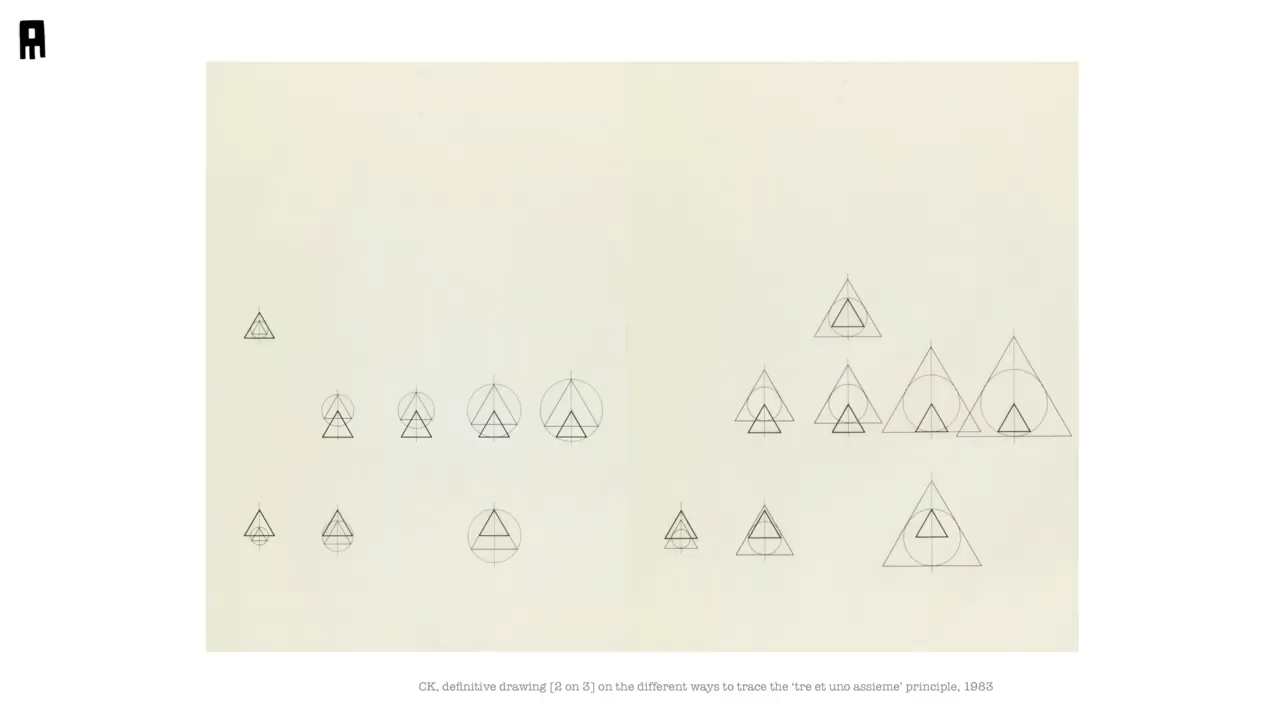 CK, definitive drawing [2 on 3] on the different ways to trace the ‘tre et uno assieme’ principle, 1983